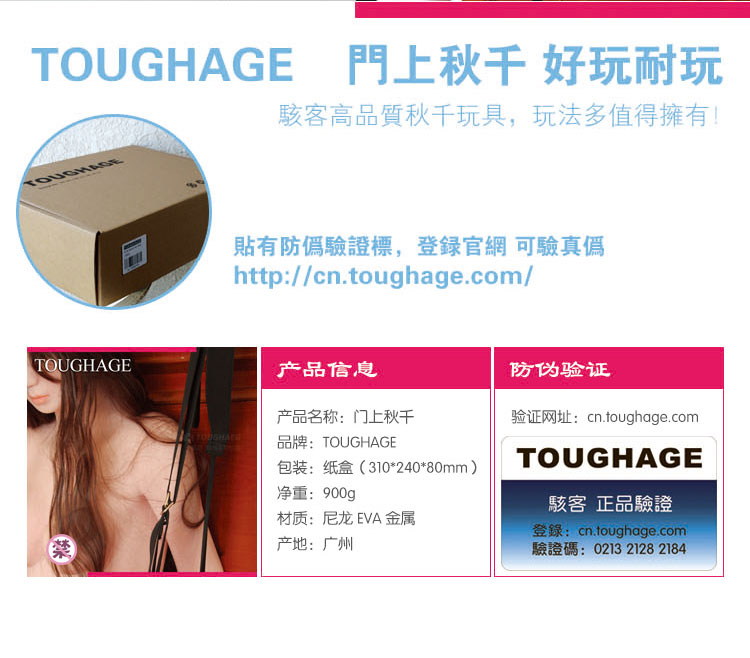 TOUGHAGE 門上秋千 好玩耐玩
駭客高品質秋千玩具，玩法多值得擁有！
TOUGHAGE
貼有防僞驗證標，登録官網 可驗真僞
http://cn.toughage.com/
TOUGHAGE
TOUGHAGE
禁
产品信息
产品名称：门上秋千
品牌：TOUGHAGE
包装：纸盒（310*240*80mm）
净重：900g
材质：尼龙 EVA 金属
产地：广州
防伪验证
验证网址：cn.toughage.com
TOUGHAGE
駭客 正品驗證
登録：cn.toughage.com
驗證碼：0213 2128 2184